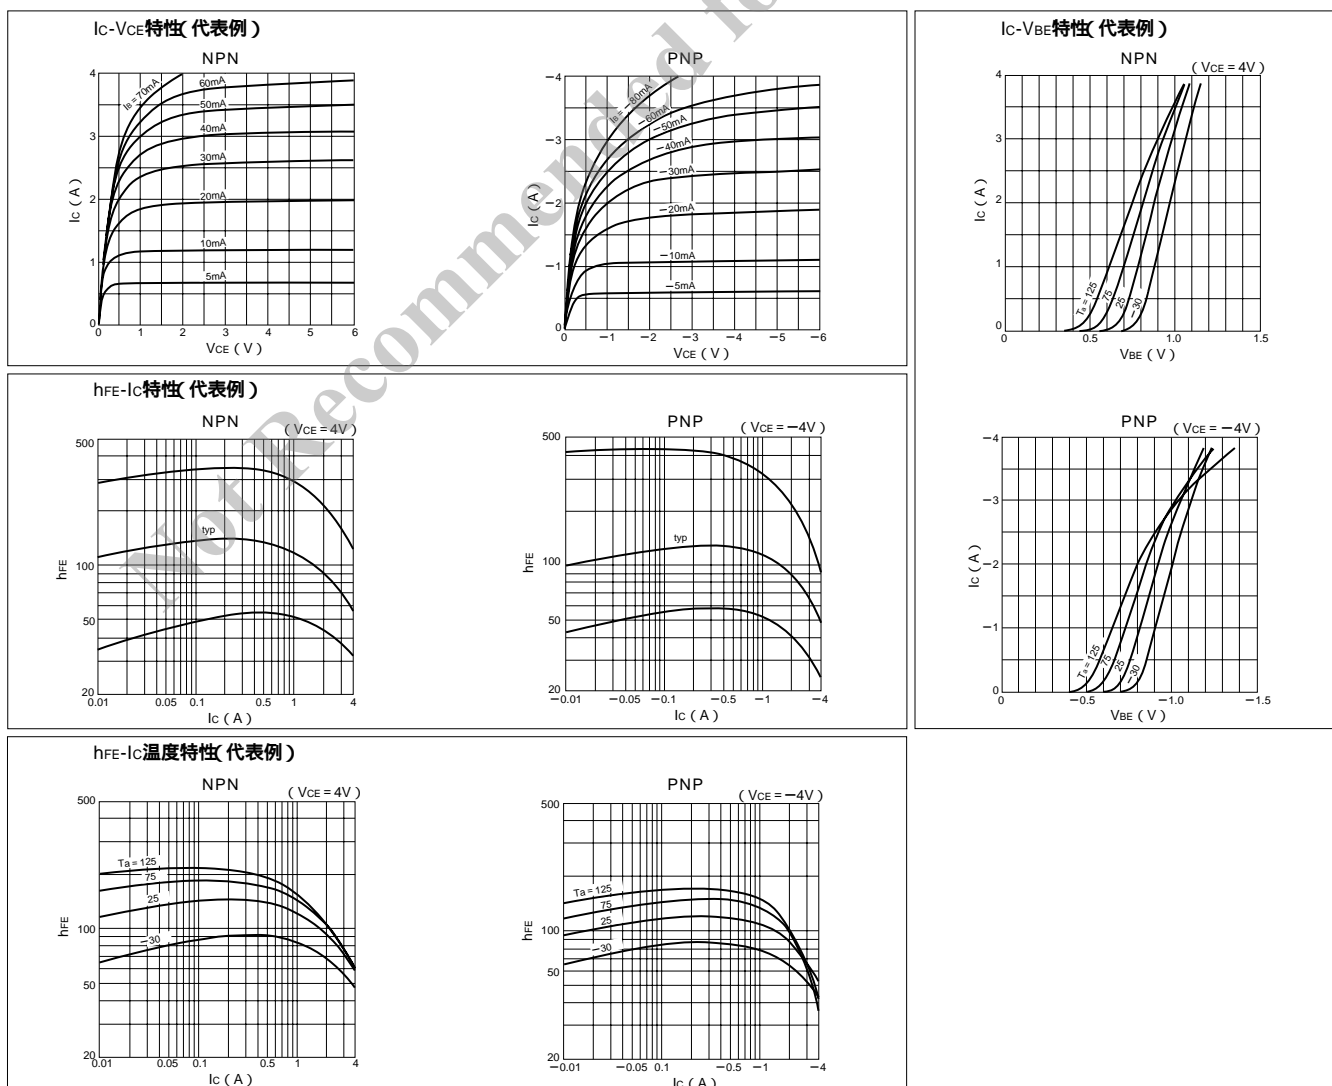 IC-VCE特性(代表例)
NPN
4
3
2
1
0
IC(A)
IB=70mA
60mA
50mA
40mA
30mA
20mA
10mA
5mA
0 1 2 3 4 5 6
VCE(V)
PNP
−4
−3
−2
−1
0
IC(A)
IB=−80mA
−60mA
−50mA
−40mA
−30mA
−20mA
−10mA
−5mA
0 −1 −2 −3 −4 −5 −6
VCE(V)
IC-VBE特性(代表例)
NPN
(VCE=4V)
4
3
2
1
0
IC(A)
Ta=125
75
25
−30
0 0.5 1.0 1.5
VBE(V)
PNP
(VCE=−4V)
−4
−3
−2
−1
0
IC(A)
Ta=125
75
25
−30
0 −0.5 −1.0 −1.5
VBE(V)
hFE-IC特性(代表例)
NPN
(VCE=4V)
500
100
50
20
hFE
typ
0.01 0.05 0.1 0.5 1 4
IC(A)
PNP
(VCE=−4V)
500
100
50
20
hFE
typ
−0.01 −0.05 −0.1 −0.5 −1 −4
IC(A)
hFE-IC温度特性(代表例)
NPN
(VCE=4V)
500
100
50
20
hFE
Ta=125
75
25
−30
0.01 0.05 0.1 0.5 1 4
IC(A)
PNP
(VCE=−4V)
500
100
50
20
hFE
Ta=125
75
25
−30
−0.01 −0.05 0.1 −0.5 −1 −4
IC(A)
Not Recommended